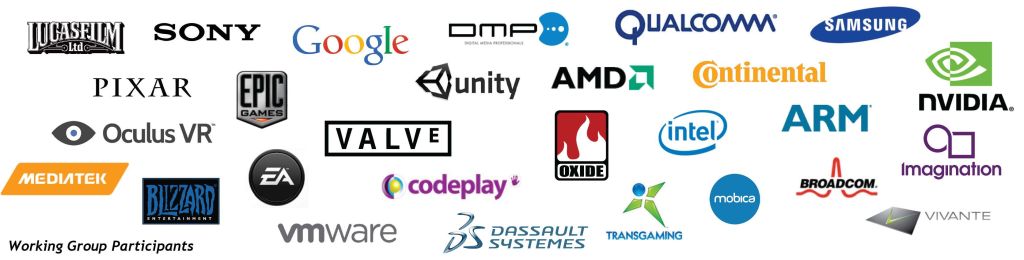 LUCASFILM
Ltd
SONY
Google
DMP
DIGITAL MEDIA PROFESSIONALS
QUALCOMM®
SAMSUNG
PIXAR
EPIC
GAMES
unity
AMD
Continental
NVIDIA®
Oculus VR™
VALVE
OXIDE
intel
ARM®
Imagination
MEDIATEK
BLIZZARD
ENTERTAINMENT
EA
codeplay
TRANSGAMING
mobica
BROADCOM®
VIVANTE
vmware
DASSAULT
SYSTEMES
Working Group Participants